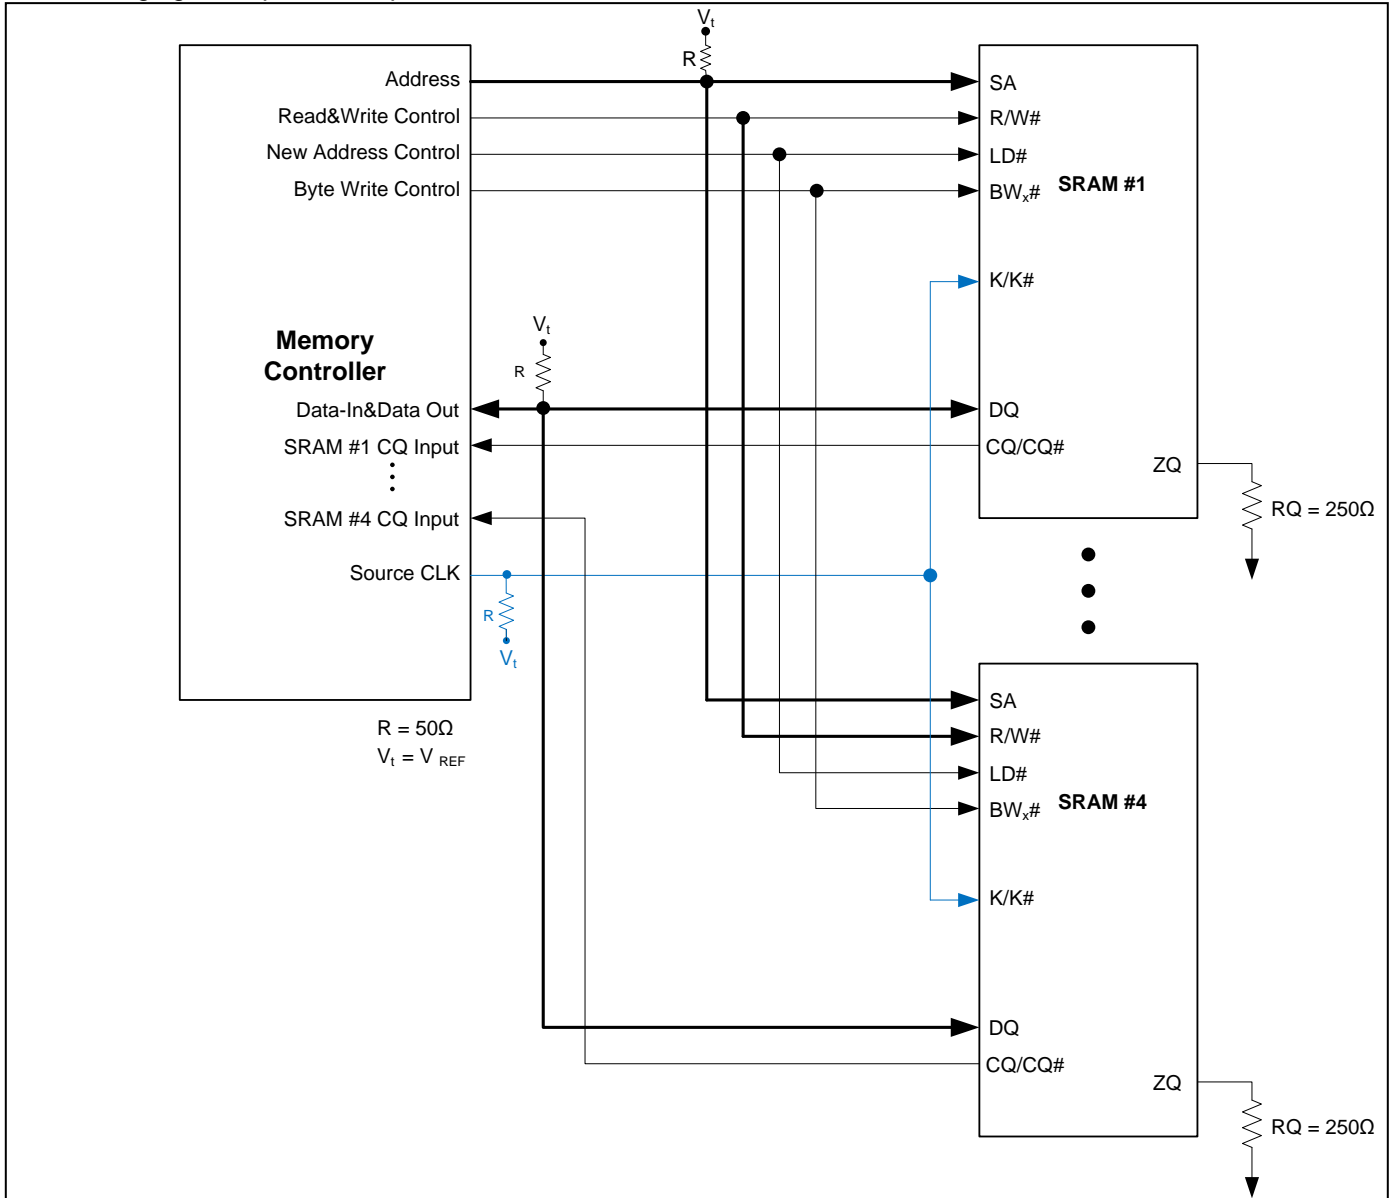 Vt
R
Address
Read&Write Control
New Address Control
Byte Write Control
SA
R/W#
LD#
BWx#
SRAM #1
K/K#
Vt
R
Memory
Controller
Data-In&Data Out
SRAM #1 CQ Input
SRAM #4 CQ Input
Source CLK
DQ
CQ/CQ#
ZQ
RQ = 250Ω
R
Vt
R = 50Ω
Vt = V REF
SA
R/W#
LD#
BWx#
SRAM #4
K/K#
DQ
CQ/CQ#
ZQ
RQ = 250Ω